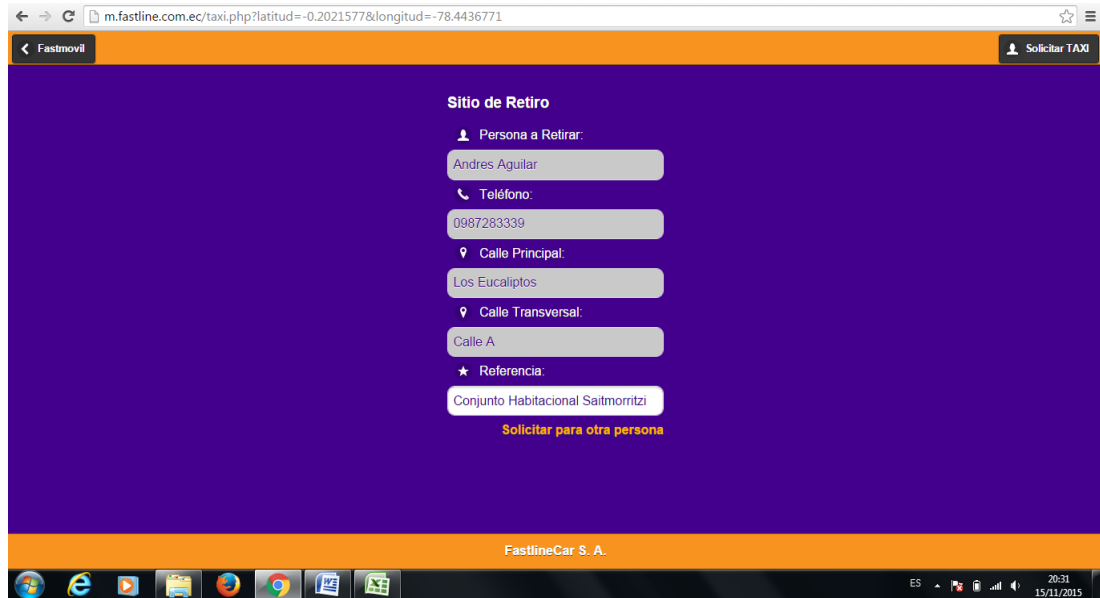 m.fastline.com.ec/taxi.php?latitud=-0.2021577&longitud=-78.4436771
Fastmovil
Solicitar TAXI
Sitio de Retiro
Persona a Retirar:
Andres Aguilar
Teléfono:
0987283339
Calle Principal:
Los Eucaliptos
Calle Transversal:
Calle A
Referencia:
Conjunto Habitacional Saitmorritzi
Solicitar para otra persona
FastlineCar S. A.
ES
20:31
15/11/2015